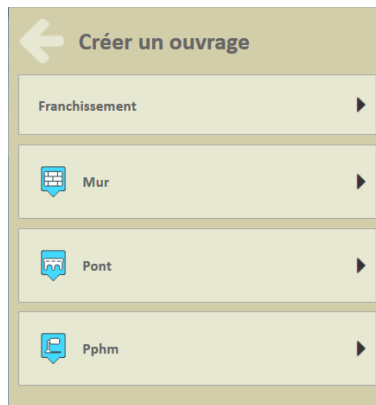 Créer un ouvrage
Franchissement
Mur
Pont
Pphm